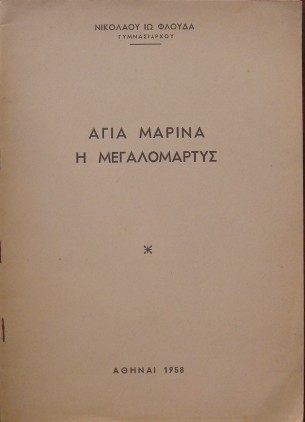 ΝΙΚΟΛΑΟΥ ΙΩ ΦΛΟΥΔΑ
ΓΥΜΝΑΣΙΑΡΧΟΥ
ΑΓΙΑ ΜΑΡΙΝΑ
Η ΜΕΓΑΛΟΜΑΡΤΥΣ
ΑΘΗΝΑΙ 1958